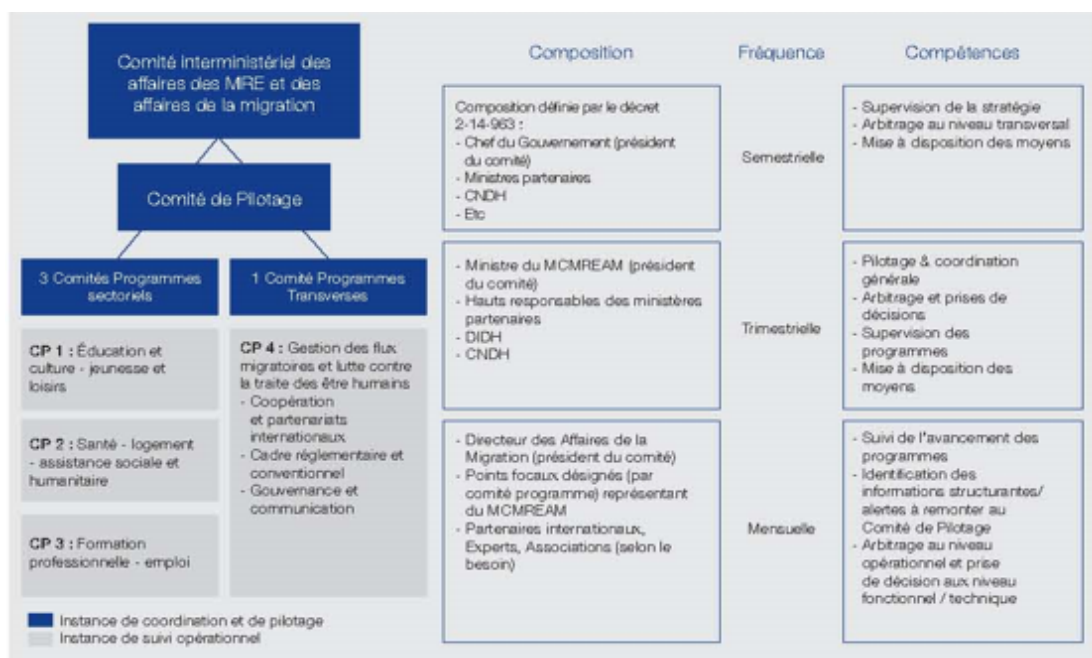 Comité interministériel des
affaires des MRE et des
affaires de la migration
Comité de Pilotage
3 Comités Programmes
sectoriels
1 Comité Programmes
Transverses
CP 1 : Éducation et
culture - jeunesse et
loisirs
CP 2 : Santé - logement
- assistance sociale et
humanitaire
CP 3 : Formation
professionnelle - emploi
CP 4 : Gestion des flux
migratoires et lutte contre
la traite des être humains
- Coopération
et partenariats
internationaux
- Cadre réglementaire et
conventionnel
- Gouvernance et
communication
Instance de coordination et de pilotage
Instance de suivi opérationnel
Composition
Fréquence
Compétences
Composition définie par le décret
2-14-963 :
- Chef du Gouvernement (président
du comité)
- Ministres partenaires
- CNDH
- Etc
Semestrielle
- Supervision de la stratégie
- Arbitrage au niveau transversal
- Mise à disposition des moyens
- Ministre du MCMREAM (président
du comité)
- Hauts responsables des ministères
partenaires
- DIDH
- CNDH
Trimestrielle
- Pilotage & coordination
générale
- Arbitrage et prises de
décisions
- Supervision des
programmes
- Mise à disposition des
moyens
- Directeur des Affaires de la
Migration (président du comité)
- Points focaux désignés (par
comité programme) représentant
du MCMREAM
- Partenaires internationaux,
Experts, Associations (selon le
besoin)
Mensuelle
- Suivi de l'avancement des
programmes
- Identification des
informations structurantes/
alertes à remonter au
Comité de Pilotage
- Arbitrage au niveau
opérationnel et prise
de décision aux niveau
fonctionnel / technique